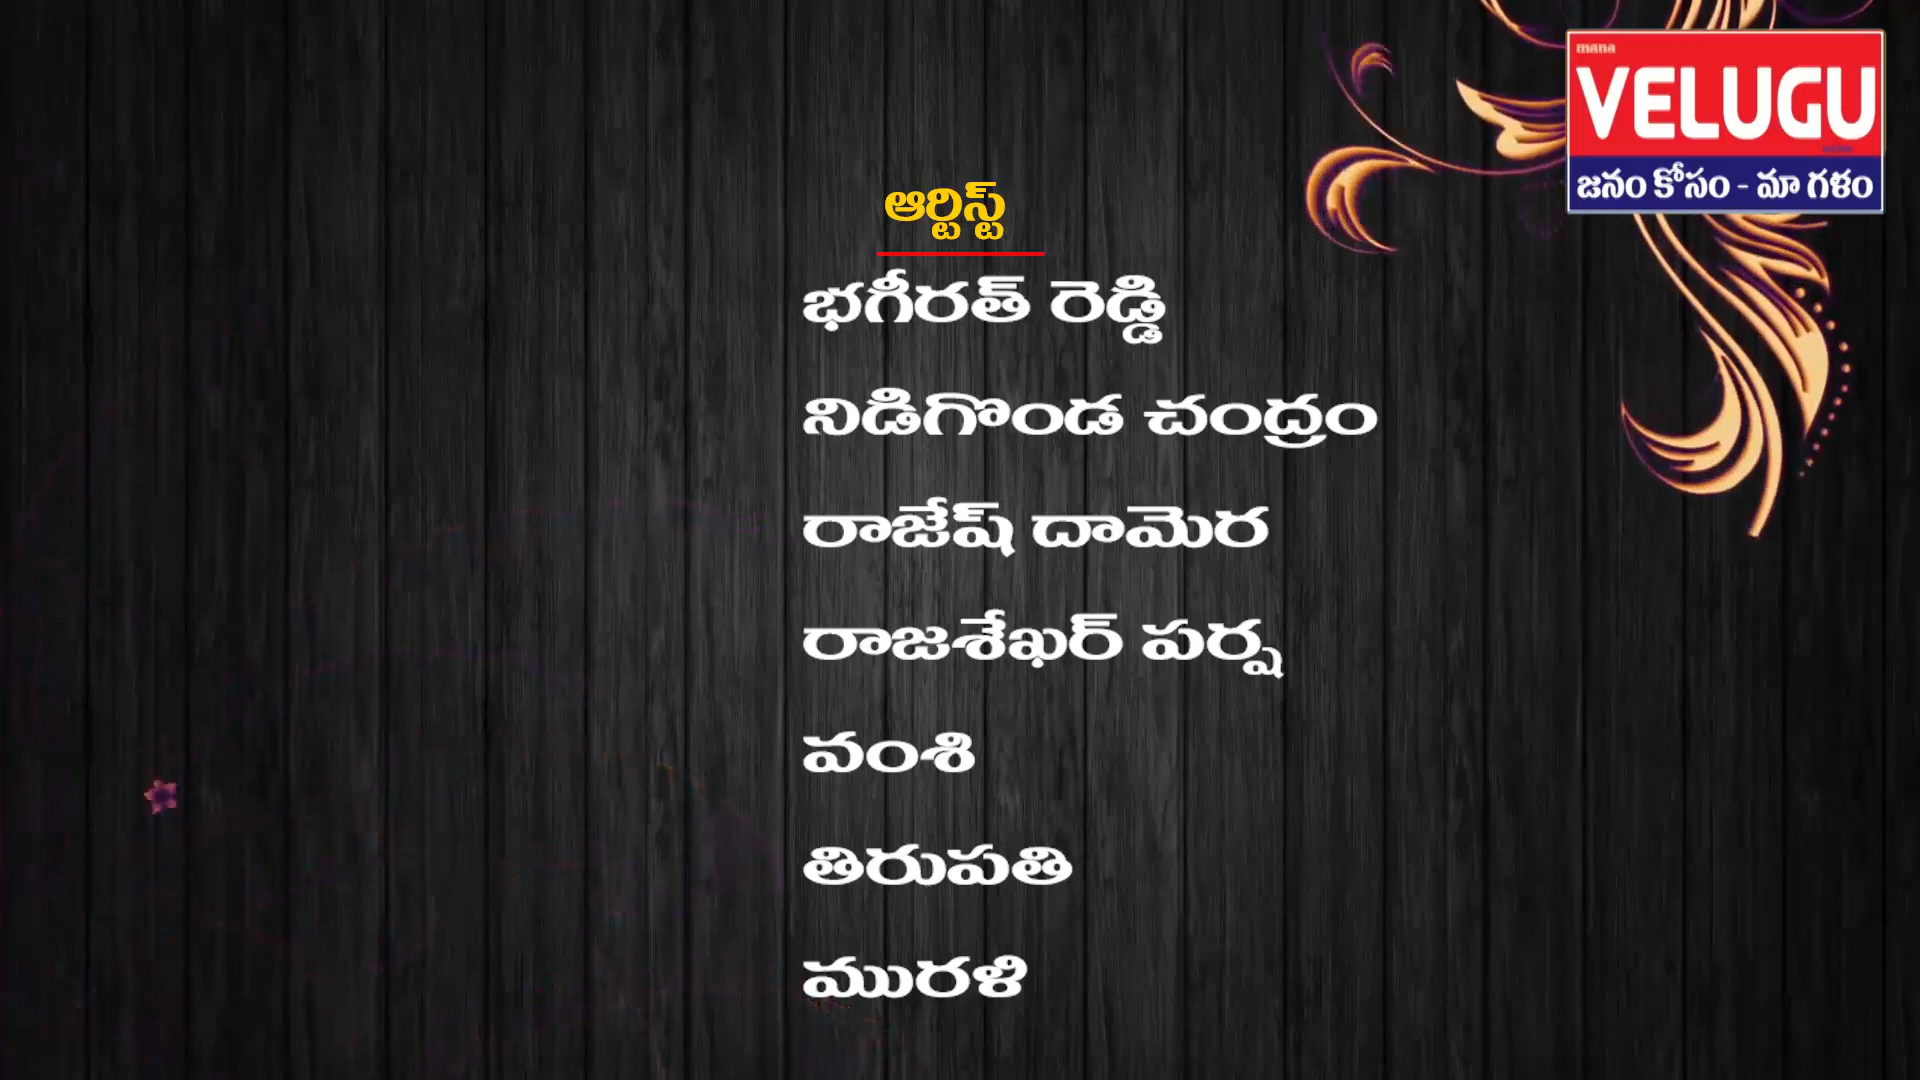 mana
VELUGU
జనం కోసం - మా గళం
ఆర్టిస్ట్
భగీరత్ రెడ్డి
నిడిగొండ చంద్రం
రాజేష్ దామెర
రాజశేఖర్ పర్ష
వంశి
తిరుపతి
మురళి